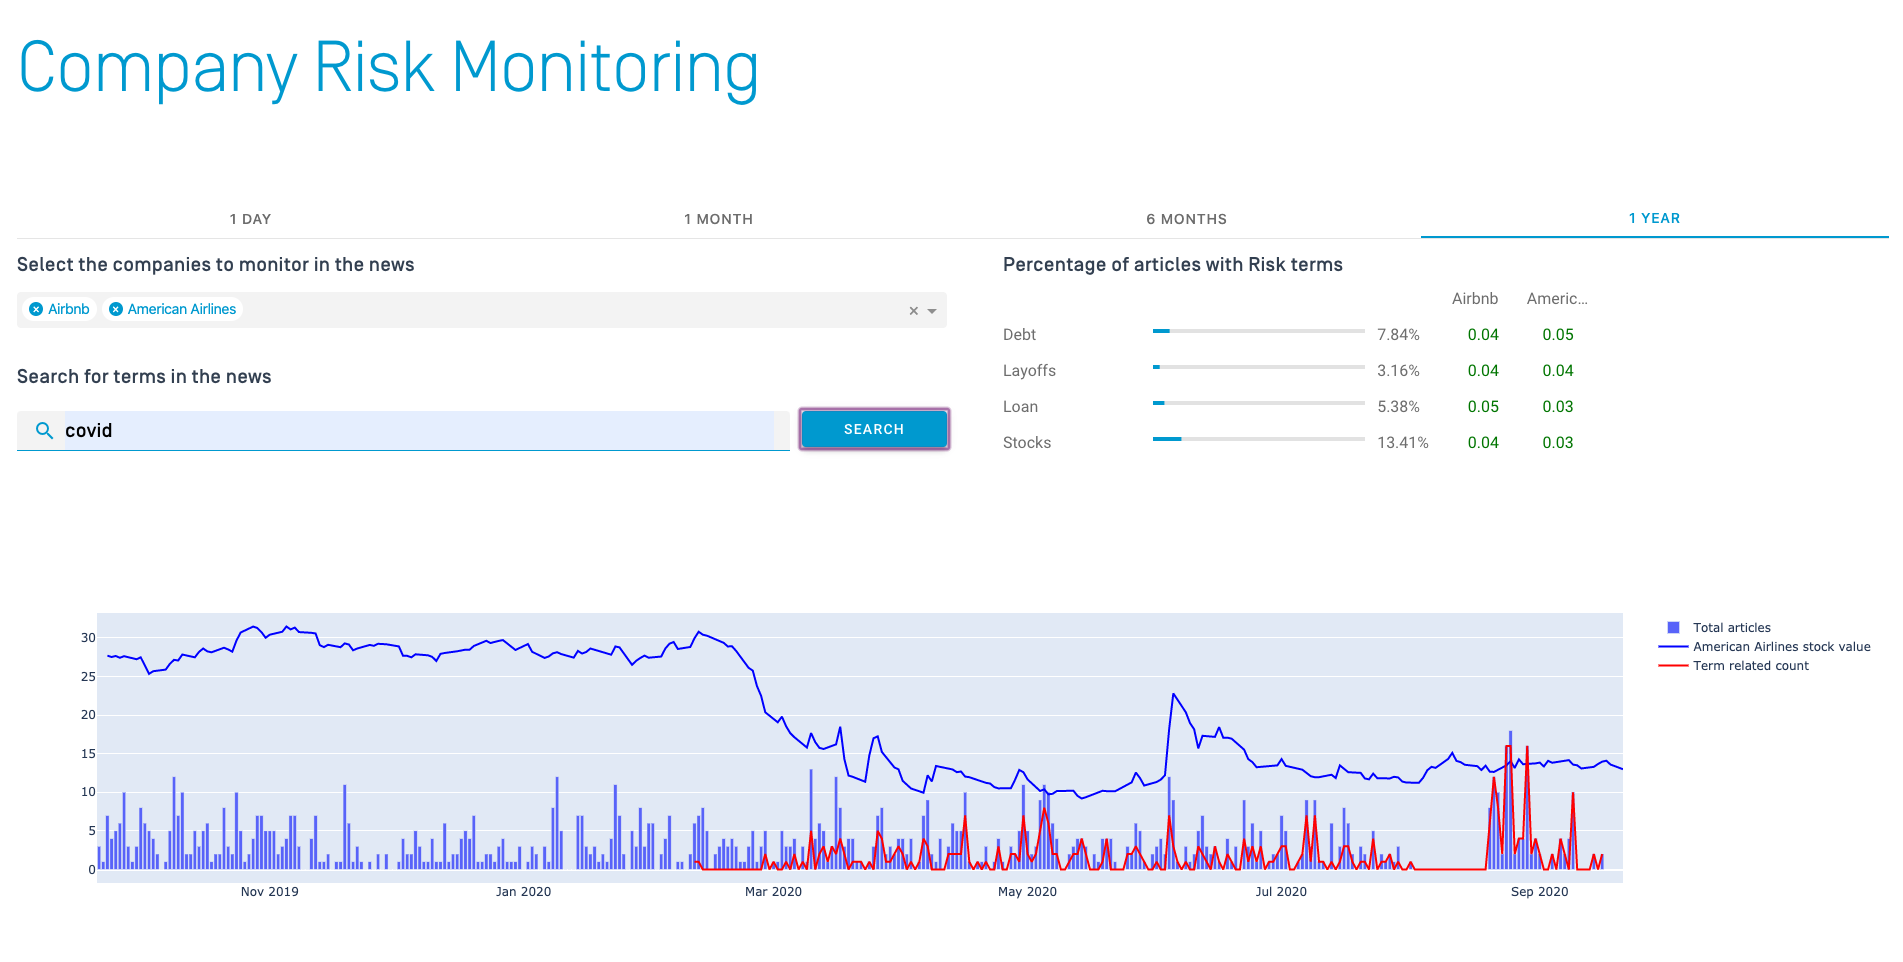 Company Risk Monitoring
1 DAY
1 MONTH
6 MONTHS
1 YEAR
Select the companies to monitor in the news
Airbnb
American Airlines
Search for terms in the news
covid
SEARCH
Percentage of articles with Risk terms
Airbnb Americ...
Debt 7.84% 0.04 0.05
Layoffs 3.16% 0.04 0.04
Loan 5.38% 0.05 0.03
Stocks 13.41% 0.04 0.03
30
25
20
15
10
5
0
Nov 2019
Jan 2020
Mar 2020
May 2020
Jul 2020
Sep 2020
Total articles
American Airlines stock value
Term related count